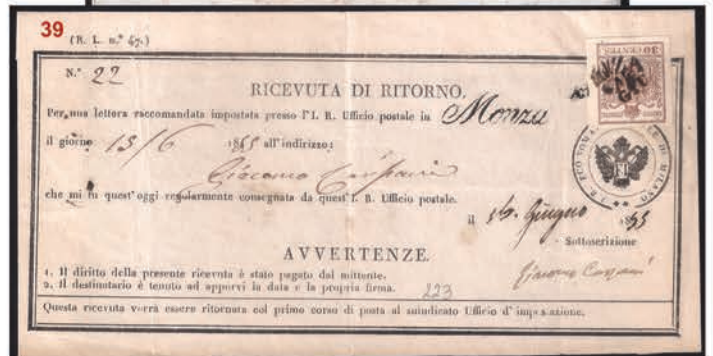 39
(R. L. n.º 47.)
N.º 22
30 CENTES
RICEVUTA DI RITORNO.
Per una lettera raccomandata impostata presso l'I. R. Ufficio postale in Monza
il giorno 15/6 1855 all'indirizzo:
Giacomo
che mi fu quest'oggi regolarmente consegnata da quest'I. R. Ufficio postale.
il 16. Giugno 1855
Sottoscrizione
Giacomo
AVVERTENZE.
1. Il diritto della presente ricevuta è stato pagato dal mittente.
2. Il destinatario è tenuto ad apporvi la data e la propria firma.
223
Questa ricevuta verrà essere ritornata col primo corso di posta al suindicato Ufficio d'impostazione.